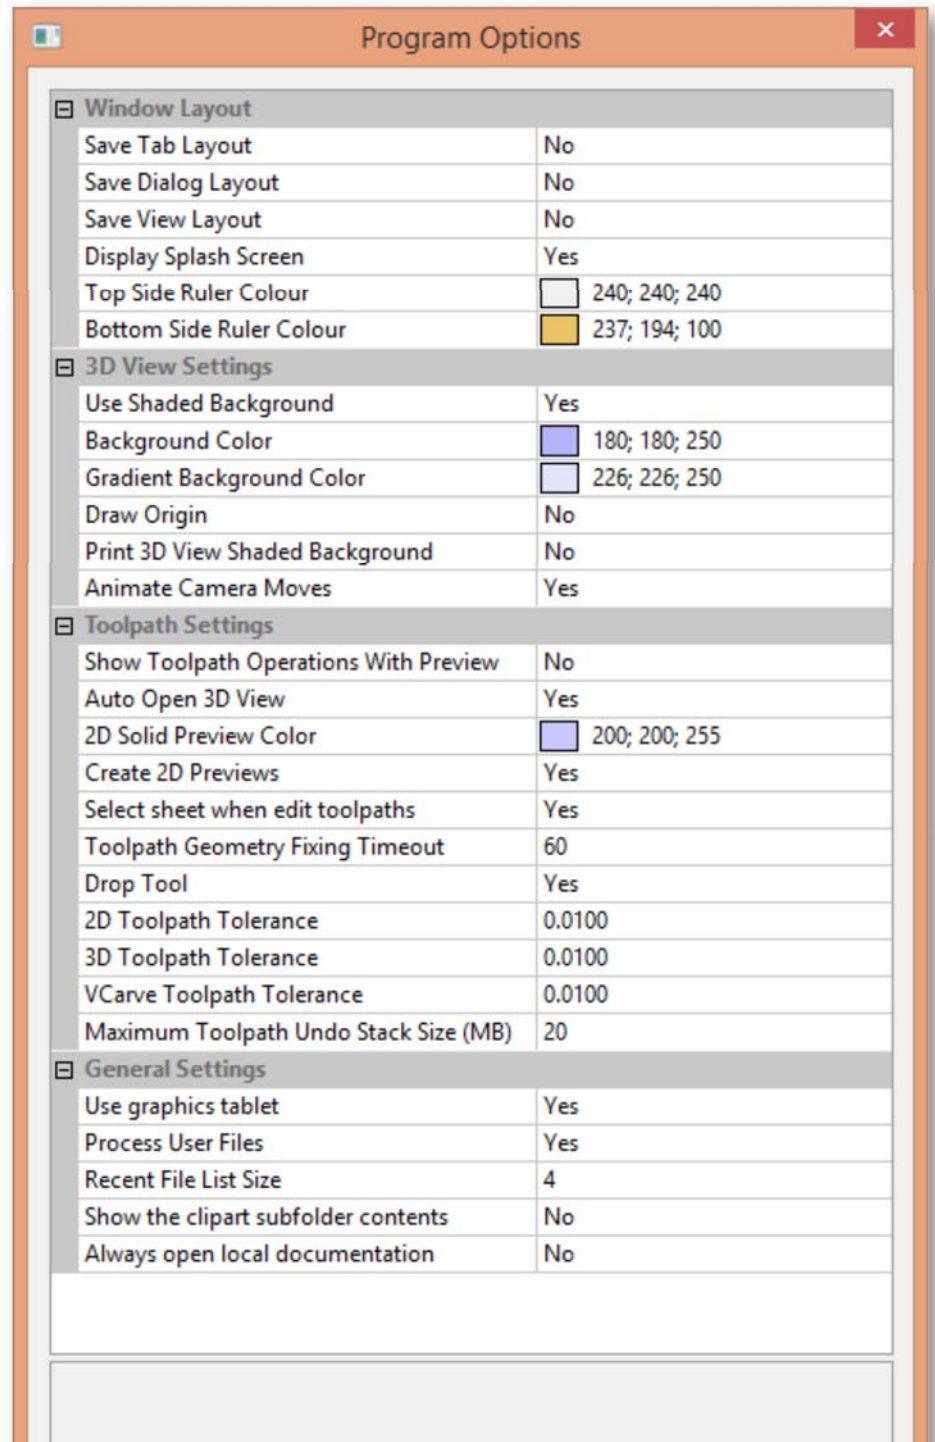 Program Options
Window Layout
Save Tab Layout No
Save Dialog Layout No
Save View Layout No
Display Splash Screen Yes
Top Side Ruler Colour 240; 240; 240
Bottom Side Ruler Colour 237; 194; 100
3D View Settings
Use Shaded Background Yes
Background Color 180; 180; 250
Gradient Background Color 226; 226; 250
Draw Origin No
Print 3D View Shaded Background No
Animate Camera Moves Yes
Toolpath Settings
Show Toolpath Operations With Preview No
Auto Open 3D View Yes
2D Solid Preview Color 200; 200; 255
Create 2D Previews Yes
Select sheet when edit toolpaths Yes
Toolpath Geometry Fixing Timeout 60
Drop Tool Yes
2D Toolpath Tolerance 0.0100
3D Toolpath Tolerance 0.0100
VCarve Toolpath Tolerance 0.0100
Maximum Toolpath Undo Stack Size (MB) 20
General Settings
Use graphics tablet Yes
Process User Files Yes
Recent File List Size 4
Show the clipart subfolder contents No
Always open local documentation No